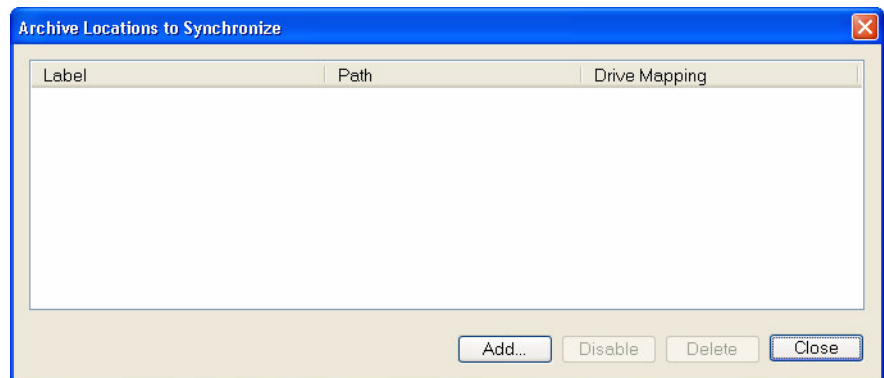 Archive Locations to Synchronize
Label Path Drive Mapping
Add... Disable Delete Close